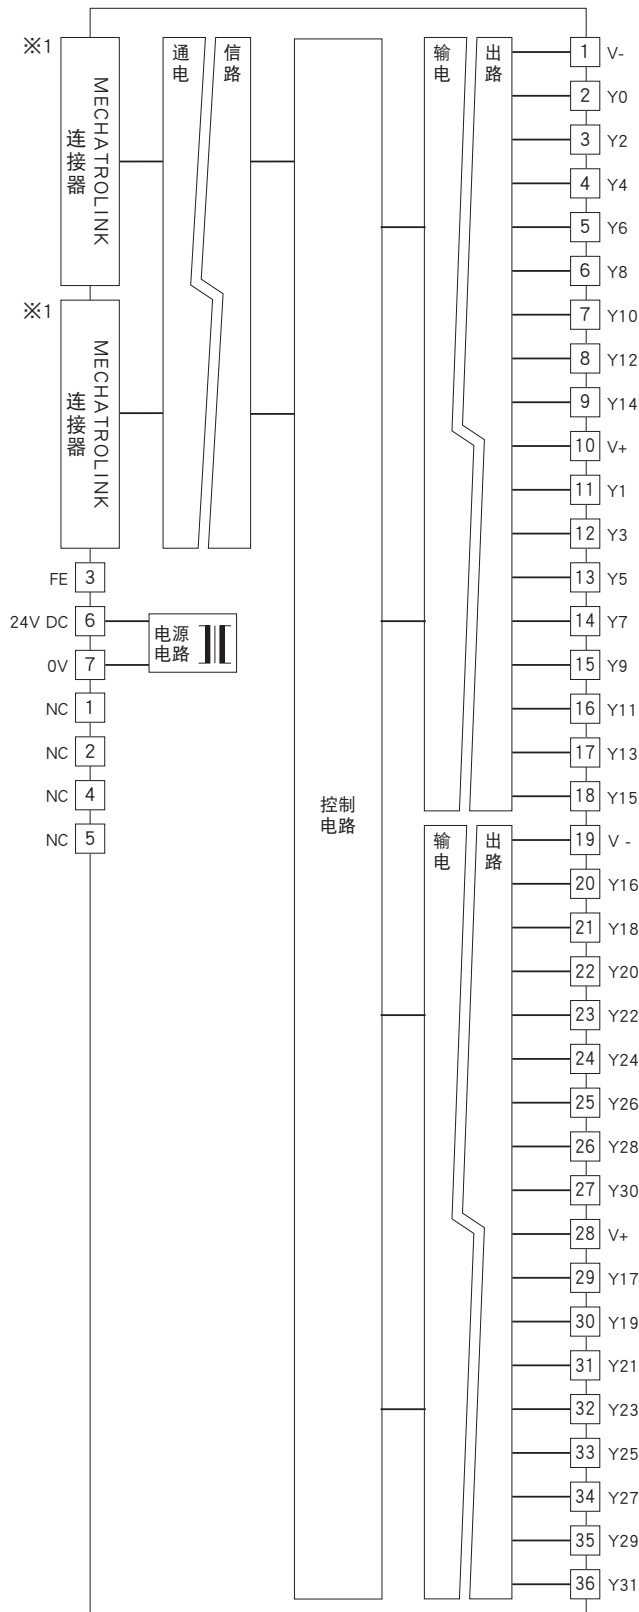 ※1
MECHATROLINK
连接器
※1
MECHATROLINK
连接器
FE 3
24V DC 6
0V 7
NC 1
NC 2
NC 4
NC 5
电源
电路
通信
电路
控制
电路
输出
电路
输出
电路
1 V-
2 Y0
3 Y2
4 Y4
5 Y6
6 Y8
7 Y10
8 Y12
9 Y14
10 V+
11 Y1
12 Y3
13 Y5
14 Y7
15 Y9
16 Y11
17 Y13
18 Y15
19 V -
20 Y16
21 Y18
22 Y20
23 Y22
24 Y24
25 Y26
26 Y28
27 Y30
28 V+
29 Y17
30 Y19
31 Y21
32 Y23
33 Y25
34 Y27
35 Y29
36 Y31